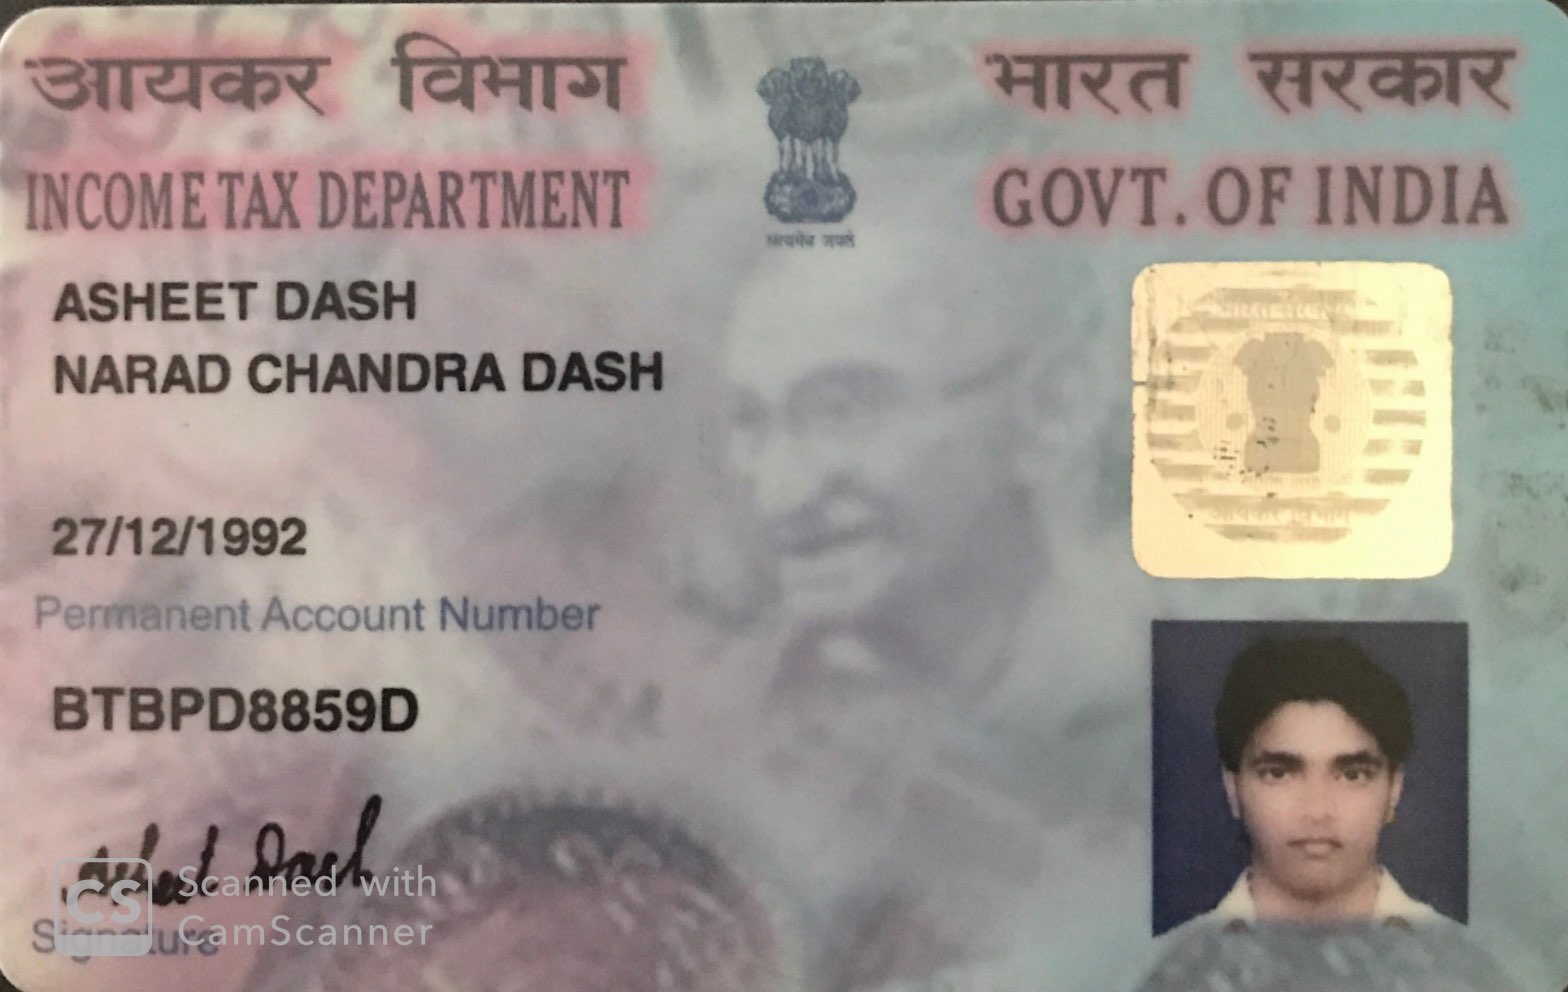 आयकर विभाग
INCOME TAX DEPARTMENT
भारत सरकार
GOVT. OF INDIA
सत्यमेव जयते
ASHEET DASH
NARAD CHANDRA DASH
27/12/1992
Permanent Account Number
BTBPD8859D
Asheet Dash
Signature
CS Scanned with
CamScanner